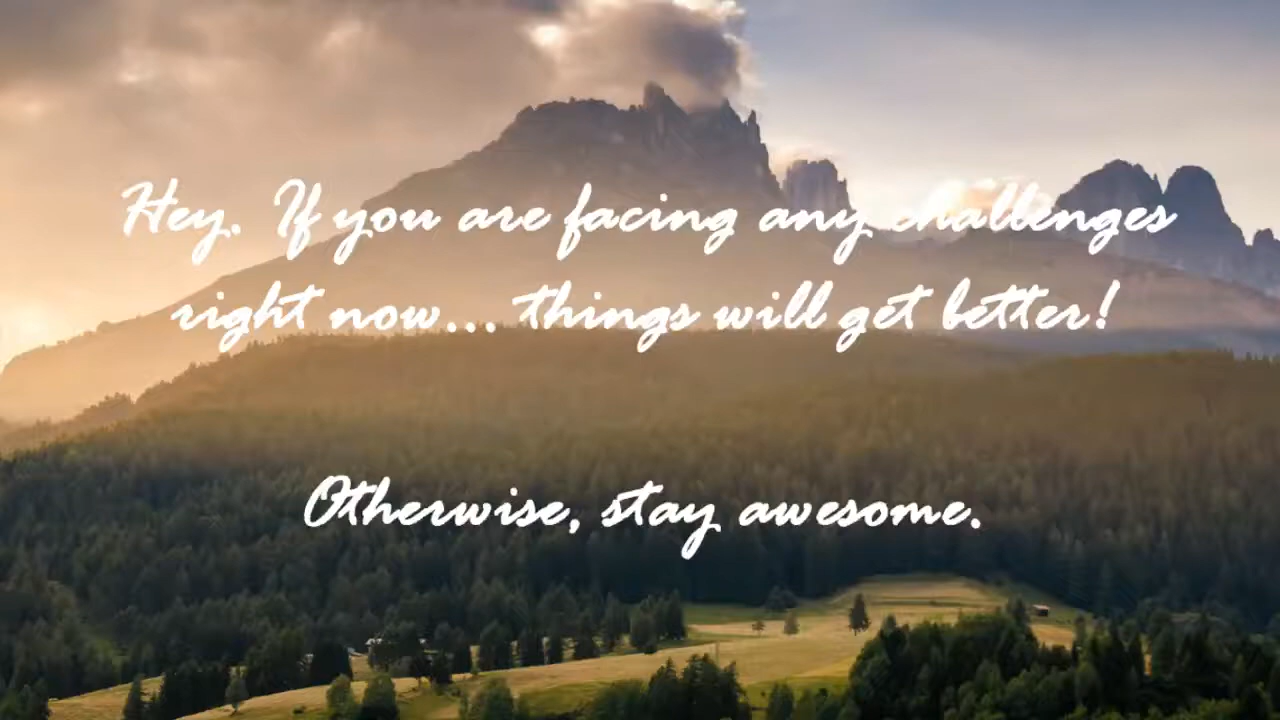 Hey. If you are facing any challenges
right now... things will get better!
Otherwise, stay awesome.